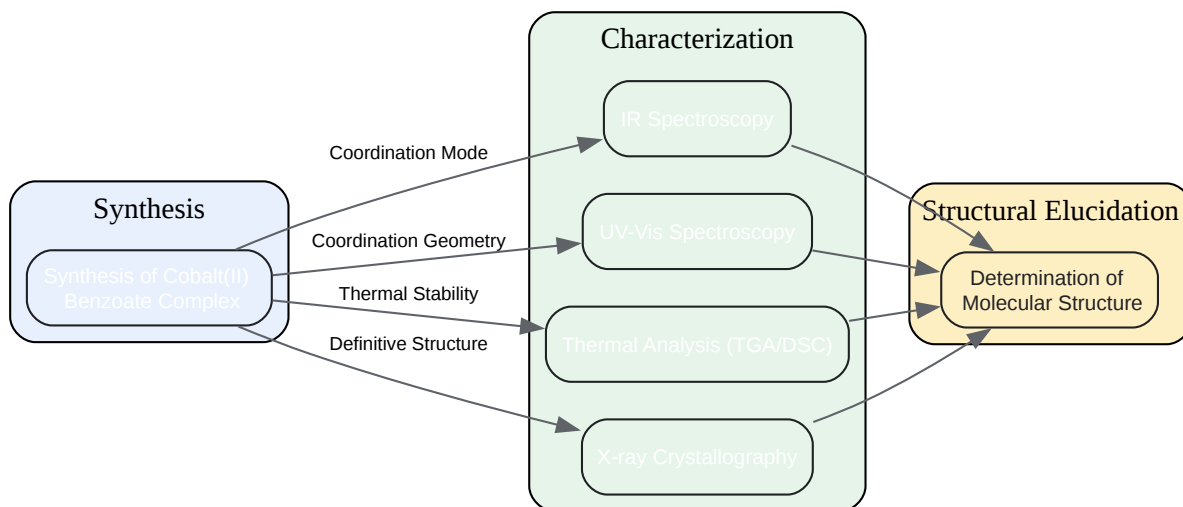 Characterization
IR Spectroscopy
Coordination Mode
Synthesis
Structural Elucidation
Coordination Geometry
UV-Vis Spectroscopy
Synthesis of Cobalt(II)
Benzoate Complex
Determination of
Molecular Structure
Thermal Stability
Definitive Structure
Thermal Analysis (TGA/DSC)
X-ray Crystallography